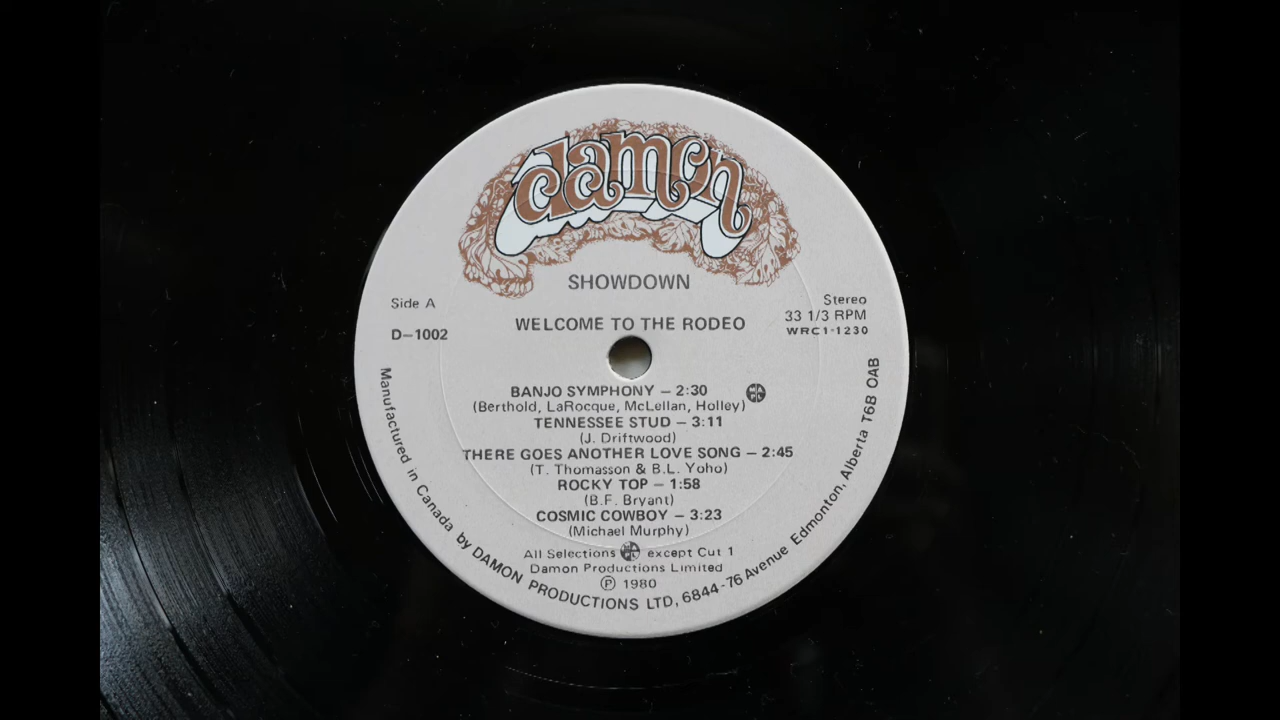 damon
SHOWDOWN
Side A
D-1002
WELCOME TO THE RODEO
Stereo
33 1/3 RPM
WRC1-1230
BANJO SYMPHONY — 2:30
(Berthold, LaRocque, McLellan, Holley)
TENNESSEE STUD — 3:11
(J. Driftwood)
THERE GOES ANOTHER LOVE SONG — 2:45
(T. Thomasson & B.L. Yoho)
ROCKY TOP — 1:58
(B.F. Bryant)
COSMIC COWBOY — 3:23
(Michael Murphy)
All Selections except Cut 1
Damon Productions Limited
Ⓟ 1980
Manufactured in Canada by DAMON PRODUCTIONS LTD, 6844-76 Avenue Edmonton, Alberta T6B OAB